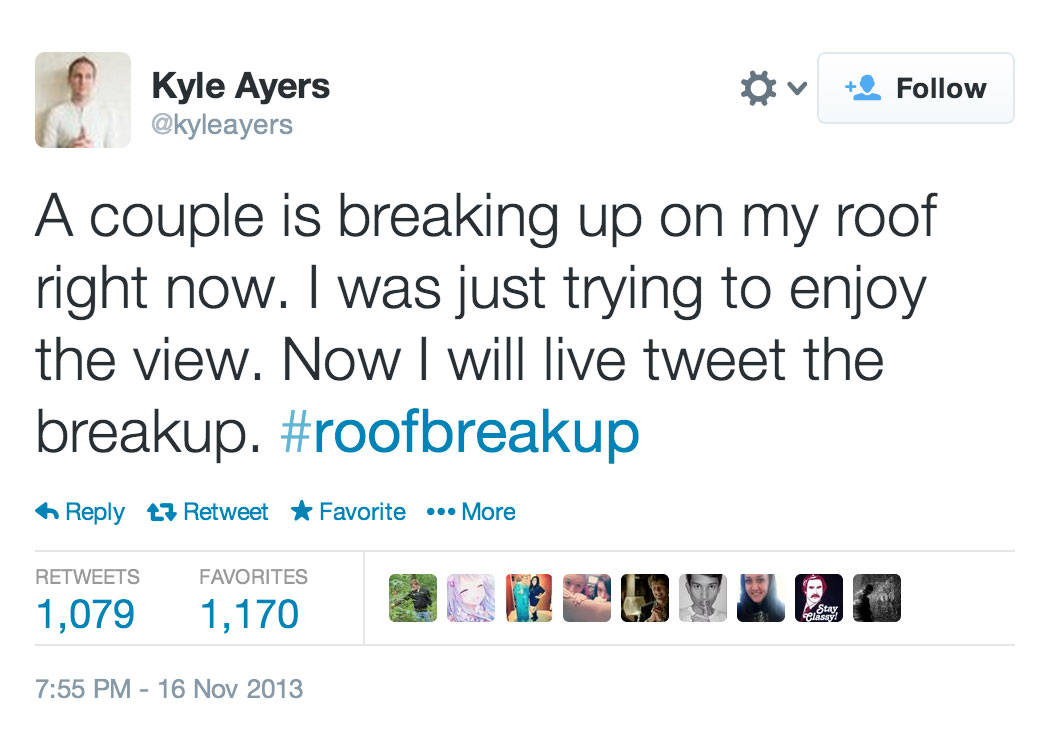 Kyle Ayers
@kyleayers
Follow
A couple is breaking up on my roof
right now. I was just trying to enjoy
the view. Now I will live tweet the
breakup. #roofbreakup
Reply Retweet Favorite More
RETWEETS FAVORITES
1,079 1,170
Stay
Classy!
7:55 PM - 16 Nov 2013